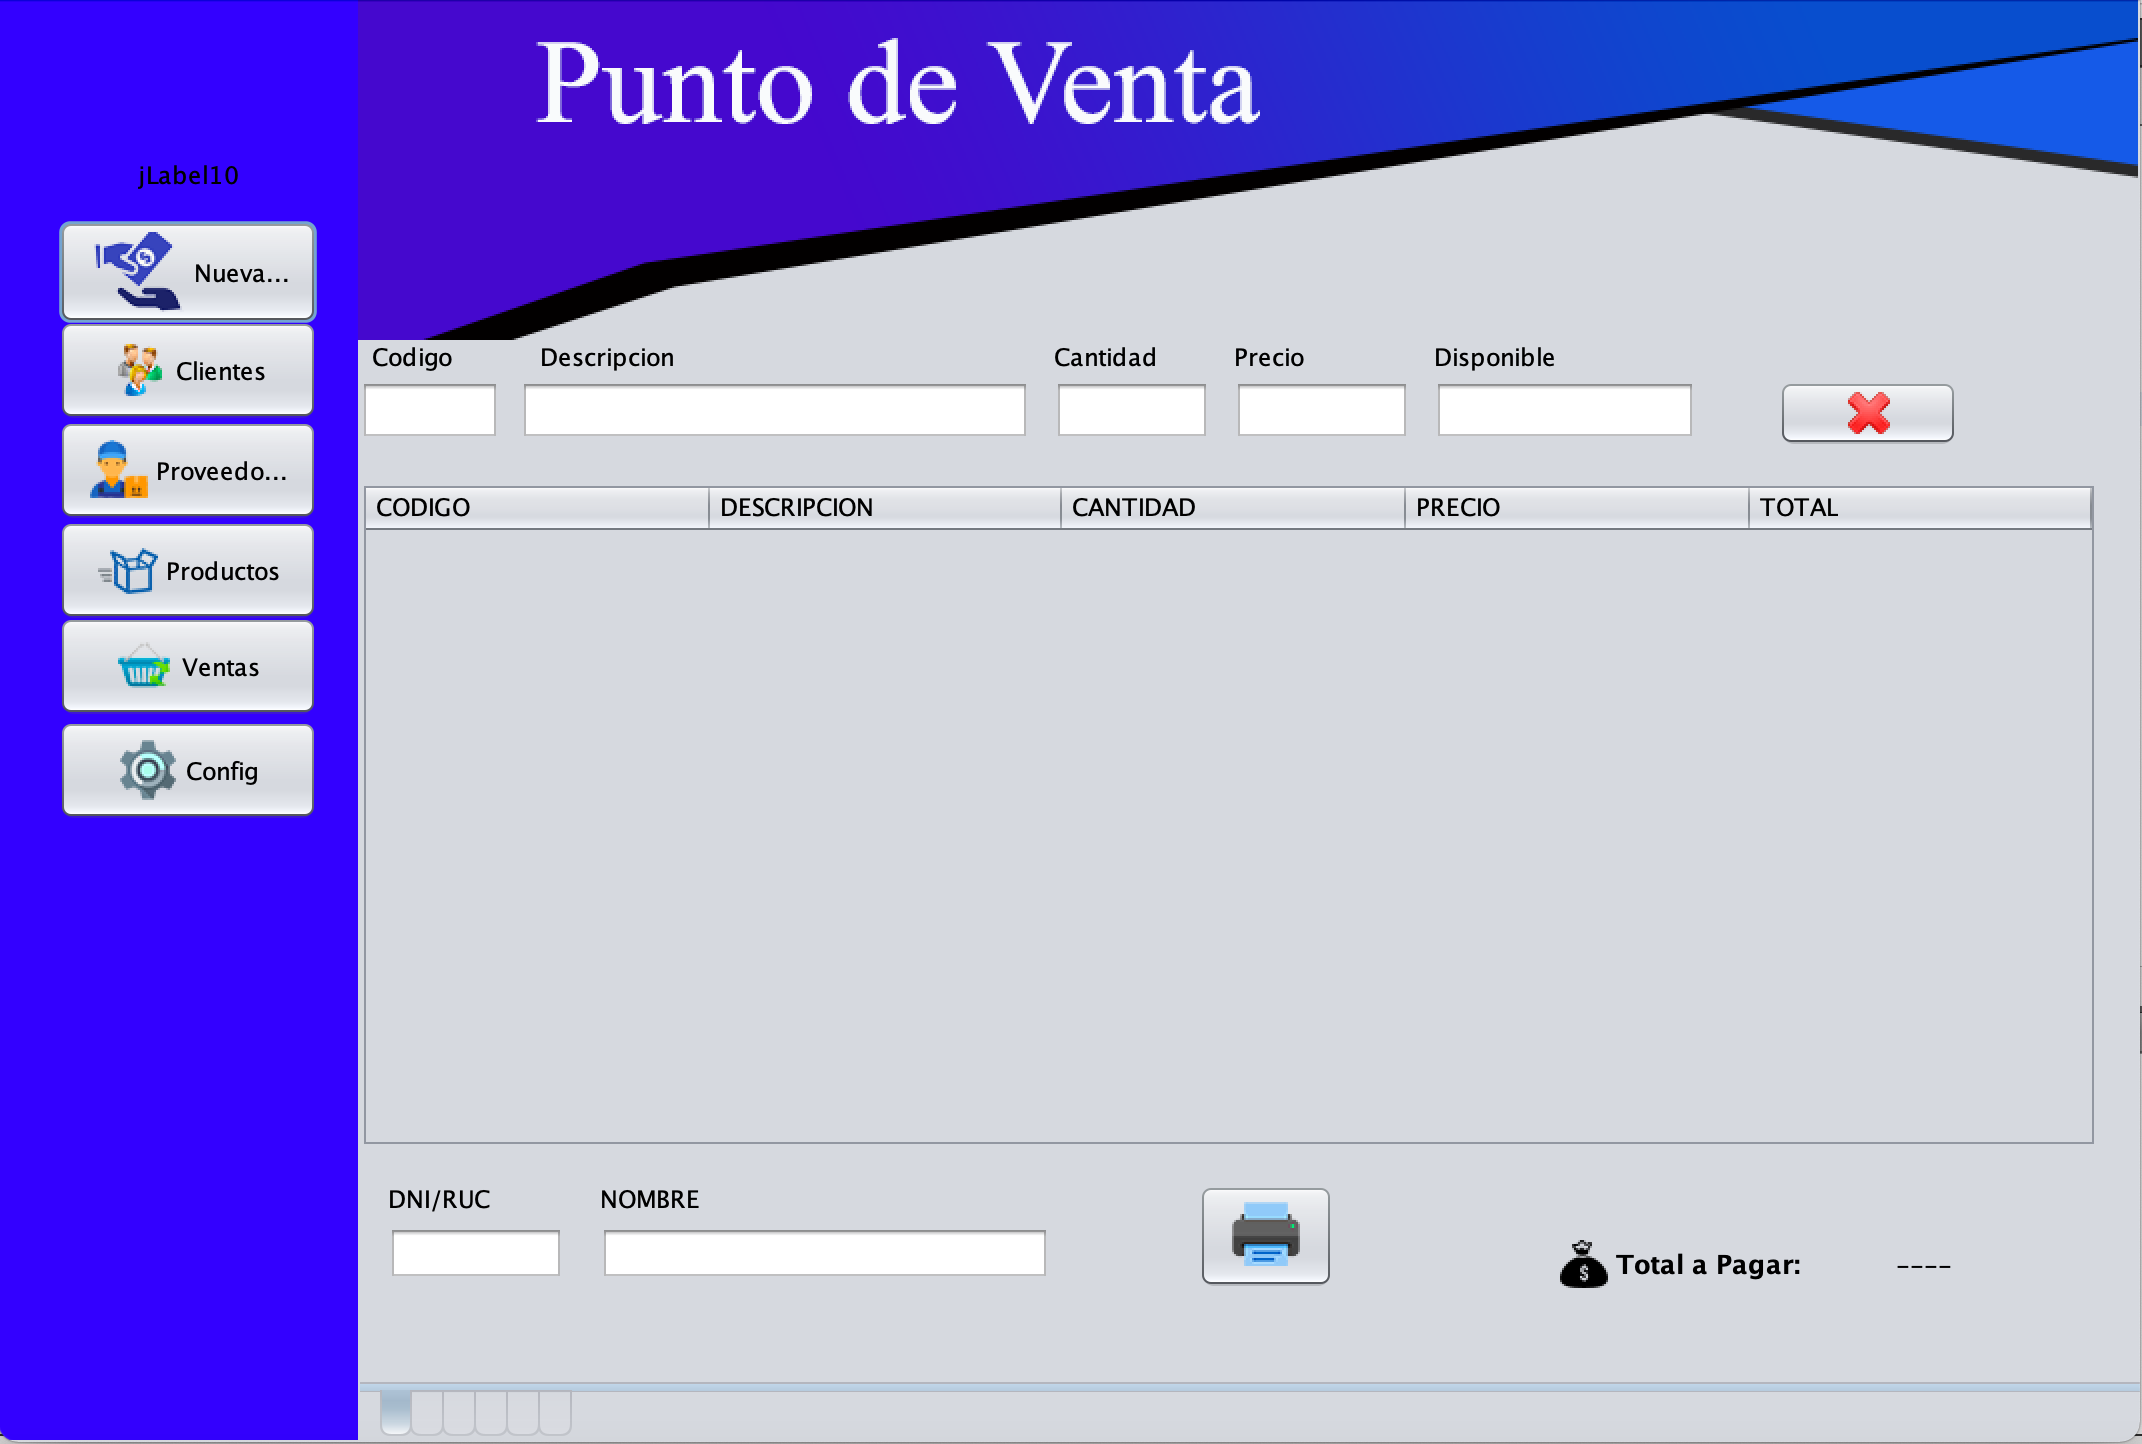 Punto de Venta
jLabel10
Nueva...
Clientes
Proveedo...
Productos
Ventas
Config
Codigo Descripcion Cantidad Precio Disponible
CODIGO DESCRIPCION CANTIDAD PRECIO TOTAL
DNI/RUC NOMBRE
$ Total a Pagar: ----